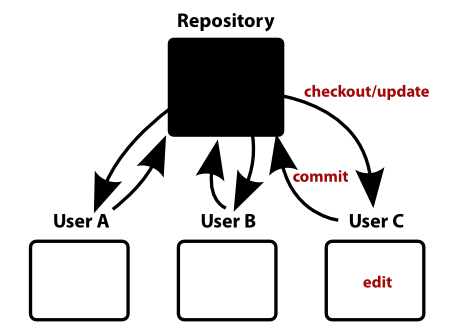 Repository
checkout/update
commit
User A
User B
User C
edit